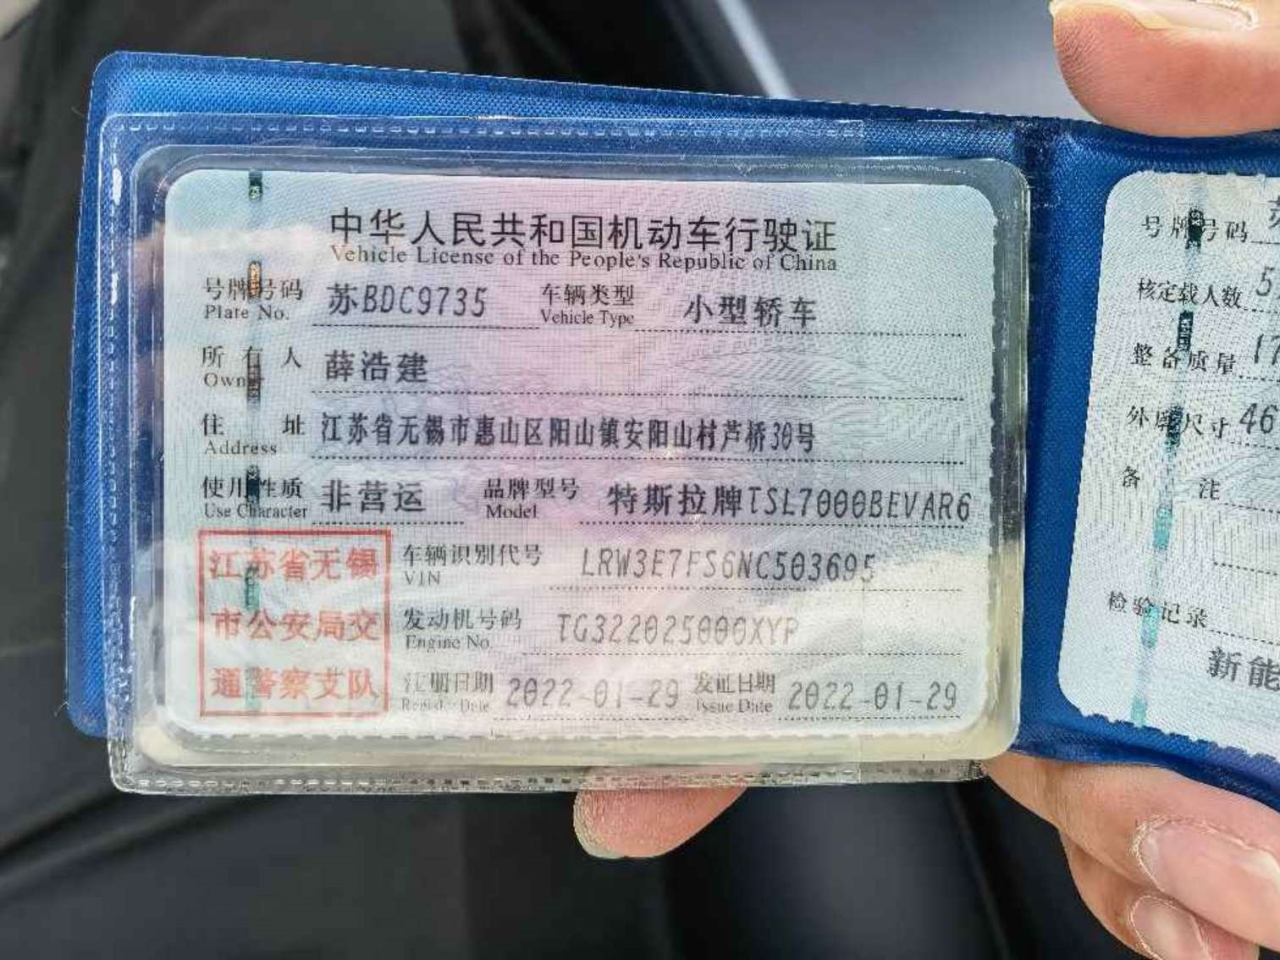 中华人民共和国机动车行驶证
Vehicle License of the People's Republic of China
号牌号码 苏BDC9735 车辆类型 小型轿车
Plate No. Vehicle Type
所有人 薛浩建
Owner
住址 江苏省无锡市惠山区阳山镇安阳山村芦桥30号
Address
使用性质 非营运 品牌型号 特斯拉牌TSL7000BEVAR6
Use Character Model
江苏省无锡
市公安局交
通警察支队
车辆识别代号 LRW3E7FS6NC503695
VIN
发动机号码 TG322025000XYP
Engine No.
注册日期 2022-01-29 发证日期 2022-01-29
Register Date Issue Date
号牌号码
核定载人数 5
整备质量 17
外廓尺寸 46
备注
检验记录
新能